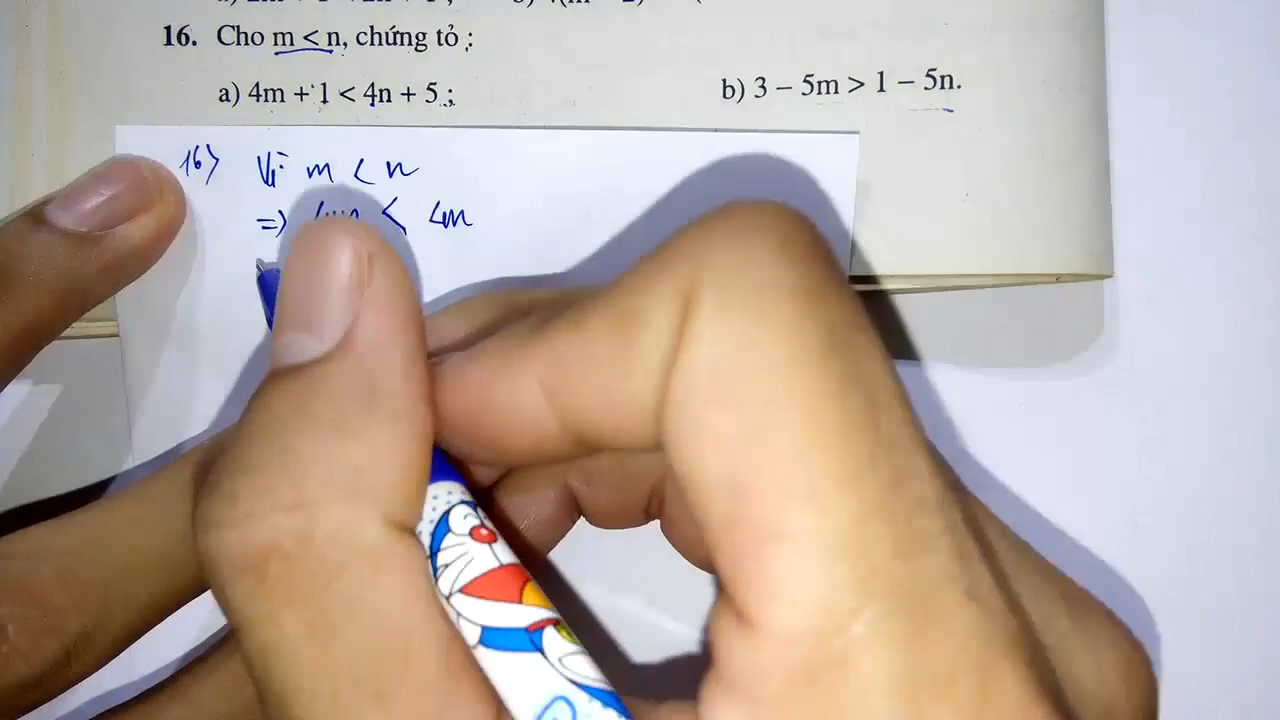 16. Cho m < n, chứng tỏ :
a) 4m + 1 < 4n + 5 ; b) 3 – 5m > 1 – 5n.
16) Vì m < n
=> 4m < 4n